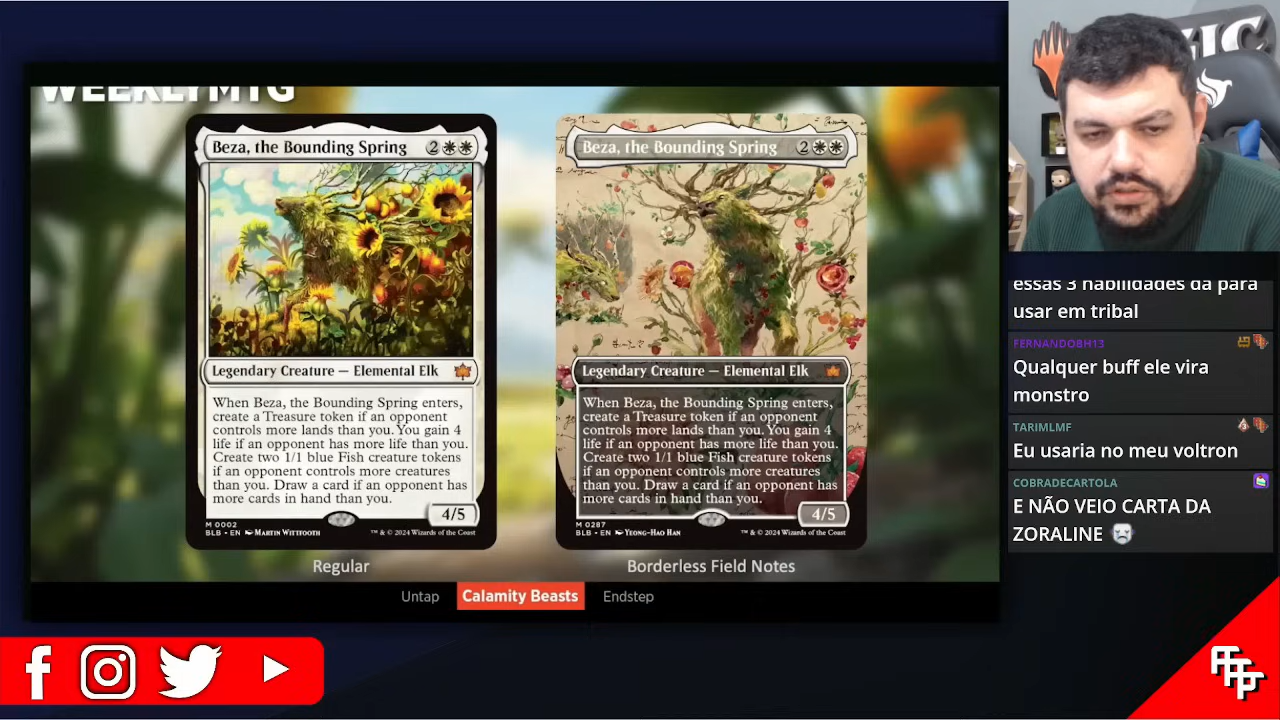 WEEKLYMTG
Beza, the Bounding Spring 2
Legendary Creature — Elemental Elk
When Beza, the Bounding Spring enters,
create a Treasure token if an opponent
controls more lands than you. You gain 4
life if an opponent has more life than you.
Create two 1/1 blue Fish creature tokens
if an opponent controls more creatures
than you. Draw a card if an opponent has
more cards in hand than you.
4/5
M 0002
BLB • EN MARTIN WITTFOOTH
™ & © 2024 Wizards of the Coast
Regular
Beza, the Bounding Spring 2
Legendary Creature — Elemental Elk
When Beza, the Bounding Spring enters,
create a Treasure token if an opponent
controls more lands than you. You gain 4
life if an opponent has more life than you.
Create two 1/1 blue Fish creature tokens
if an opponent controls more creatures
than you. Draw a card if an opponent has
more cards in hand than you.
4/5
M 0287
BLB • EN YEONG-HAO HAN
™ & © 2024 Wizards of the Coast
Borderless Field Notes
Untap Calamity Beasts Endstep
essas 3 habilidades da para
usar em tribal
FERNANDOBH13
Qualquer buff ele vira
monstro
TARIMLMF
Eu usaria no meu voltron
COBRADECARTOLA
E NÃO VEIO CARTA DA
ZORALINE